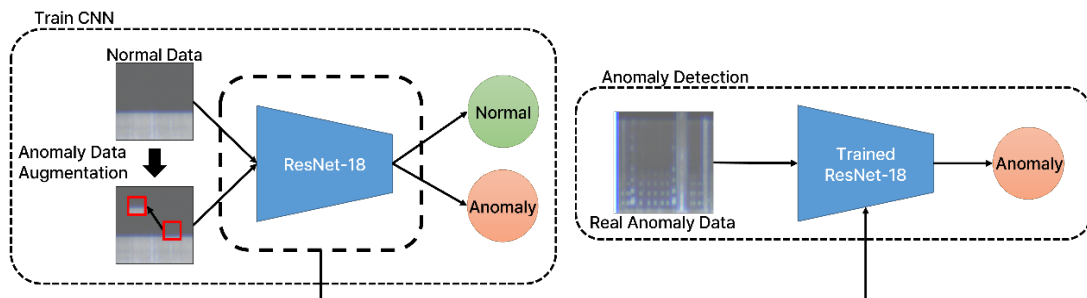 Train CNN
Normal Data
Anomaly Data
Augmentation
ResNet-18
Normal
Anomaly
Anomaly Detection
Real Anomaly Data
Trained
ResNet-18
Anomaly